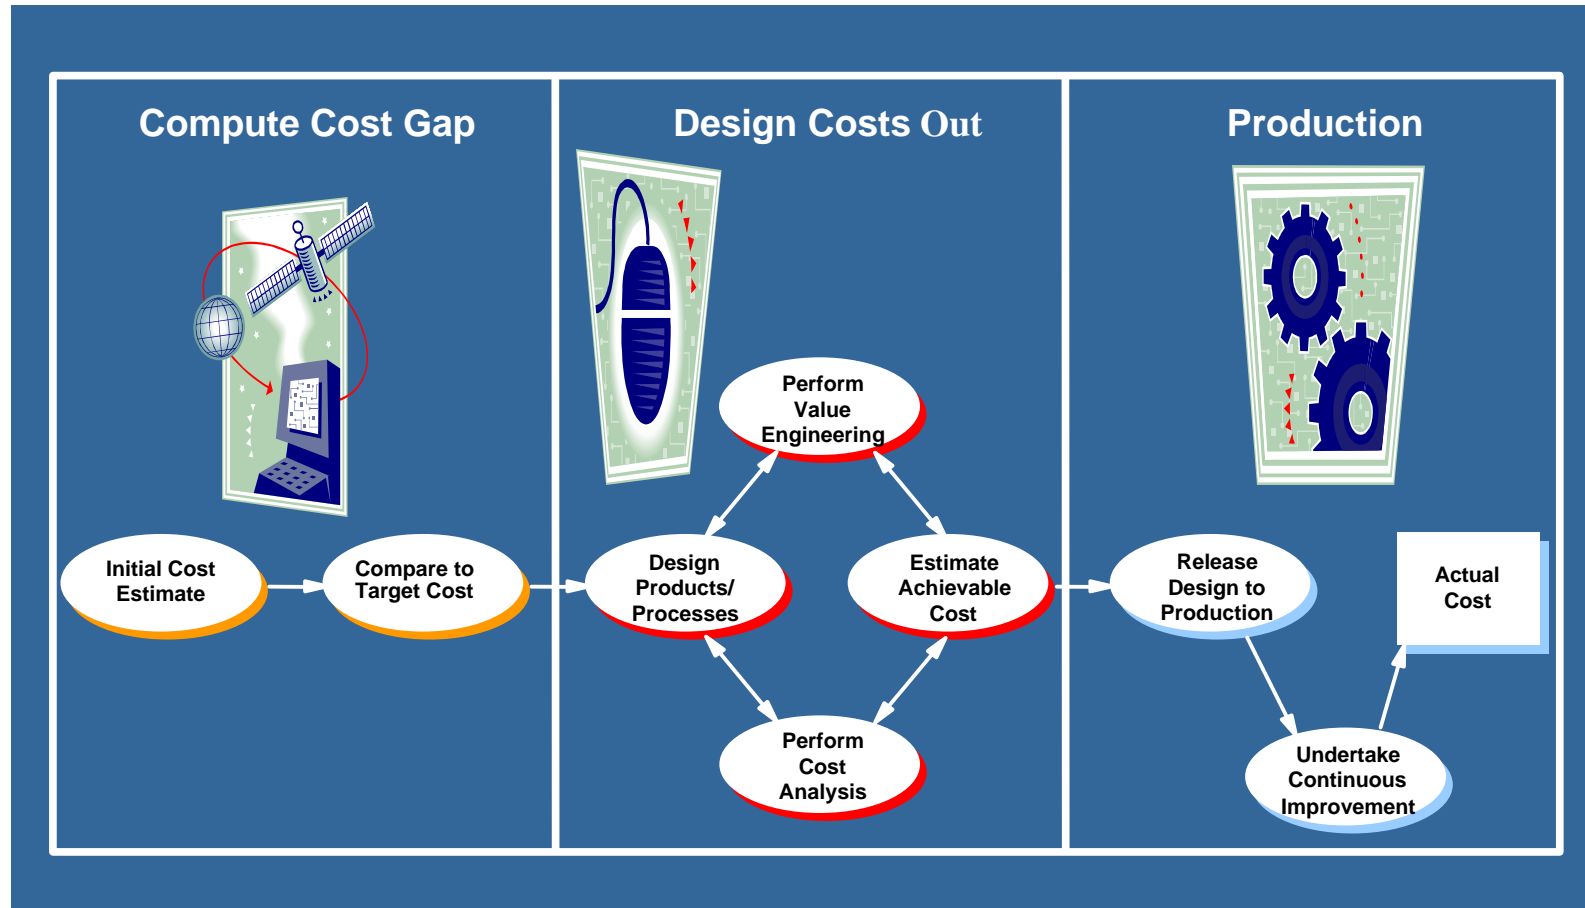 Compute Cost Gap
Design Costs Out
Production
Perform
Value
Engineering
Initial Cost
Estimate
Compare to
Target Cost
Design
Products/
Processes
Estimate
Achievable
Cost
Release
Design to
Production
Actual
Cost
Perform
Cost
Analysis
Undertake
Continuous
Improvement